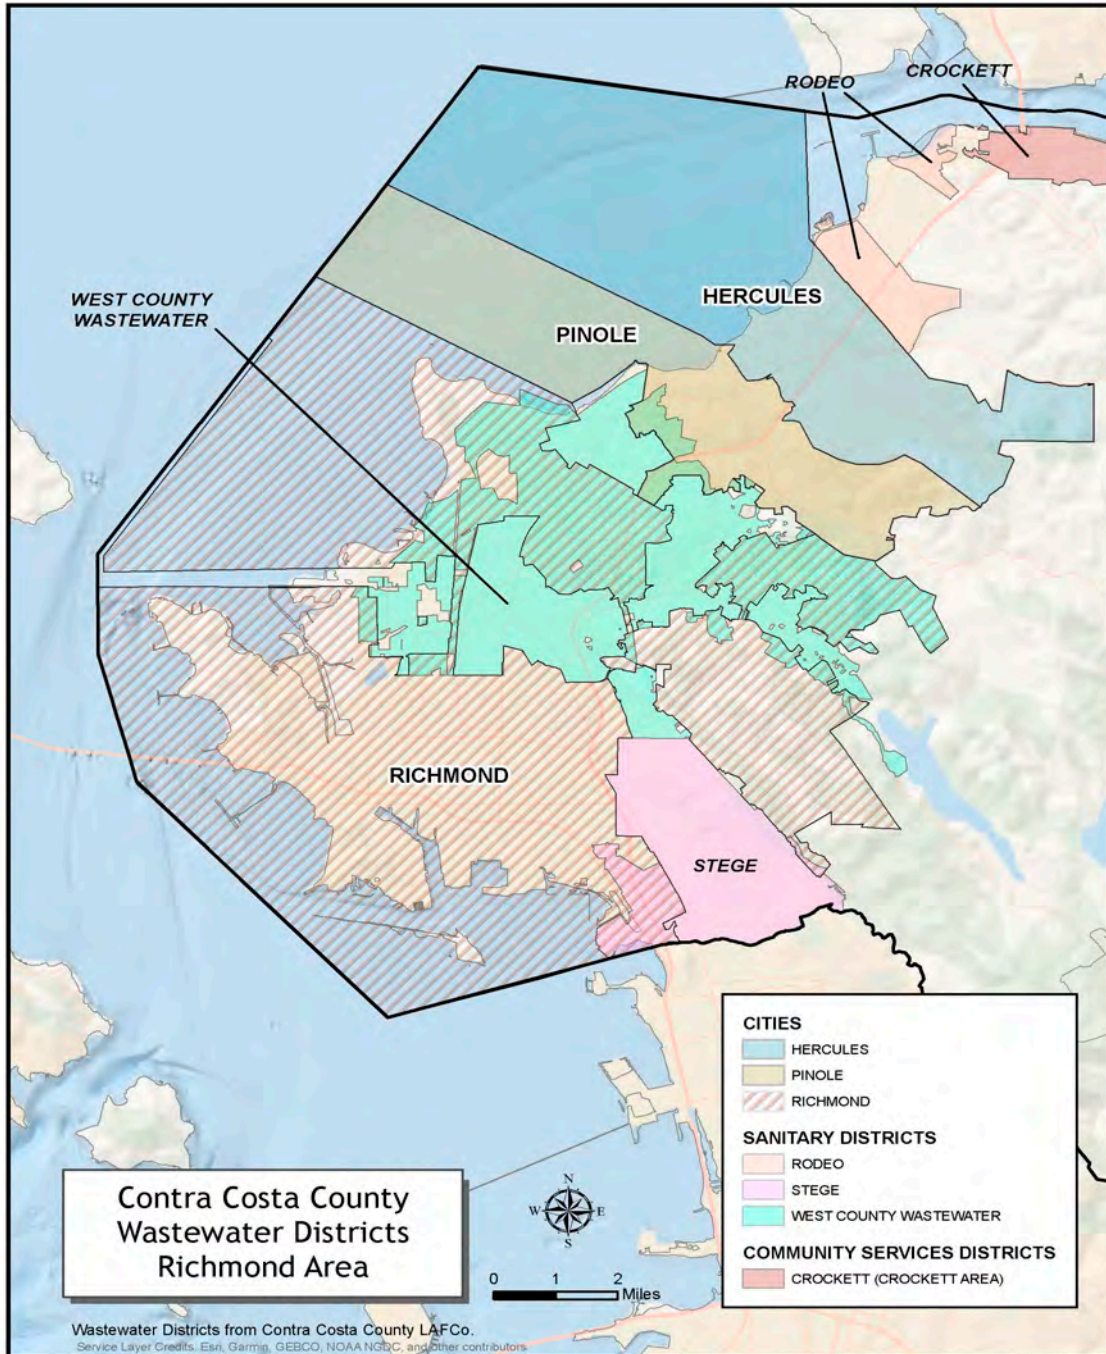 CROCKETT
RODEO
WEST COUNTY
WASTEWATER
HERCULES
PINOLE
RICHMOND
STEGE
CITIES
HERCULES
PINOLE
RICHMOND
SANITARY DISTRICTS
RODEO
STEGE
WEST COUNTY WASTEWATER
COMMUNITY SERVICES DISTRICTS
CROCKETT (CROCKETT AREA)
Contra Costa County
Wastewater Districts
Richmond Area
N
W E
S
0 1 2
Miles
Wastewater Districts from Contra Costa County LAFCo.
Service Layer Credits: Esri, Garmin, GEBCO, NOAA NGDC, and other contributors